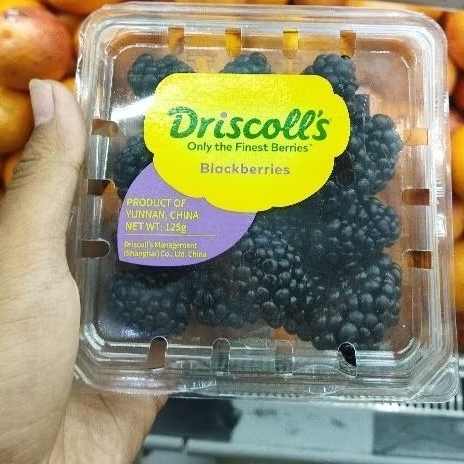 Driscoll's
Only the Finest Berries™
Blackberries
PRODUCT OF
YUNNAN, CHINA
NET WT. 125g
Driscoll's Management
(Shanghai) Co., Ltd. China